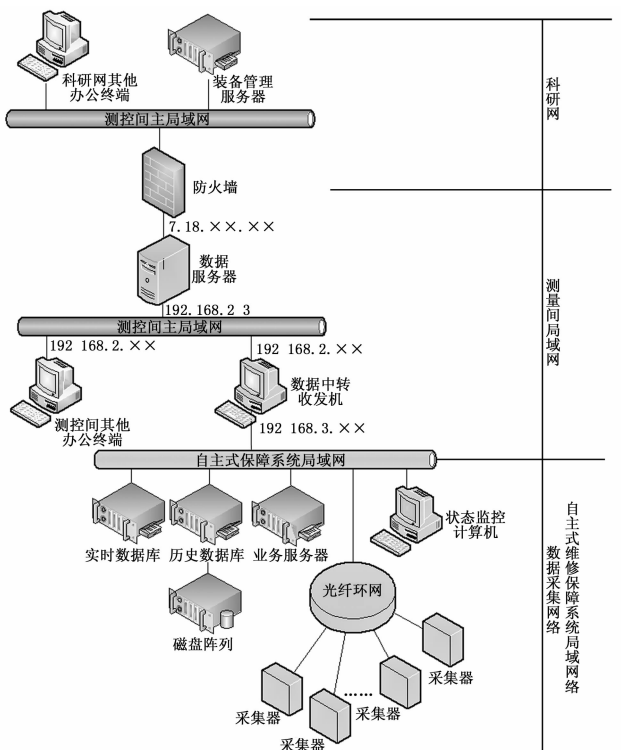 科研网其他
办公终端
装备管理
服务器
测控间主局域网
科研网
防火墙
7.18.××.××
数据
服务器
192.168.2 3
测控间主局域网
192 168.2.××
192 168.2.××
测控间其他
办公终端
数据中转
收发机
192 168.3.××
测量间局域网
自主式保障系统局域网
实时数据库
历史数据库
业务服务器
状态监控
计算机
磁盘阵列
光纤环网
采集器
采集器
……
采集器
采集器
数据采集网络
自主式维修保障系统局域网络